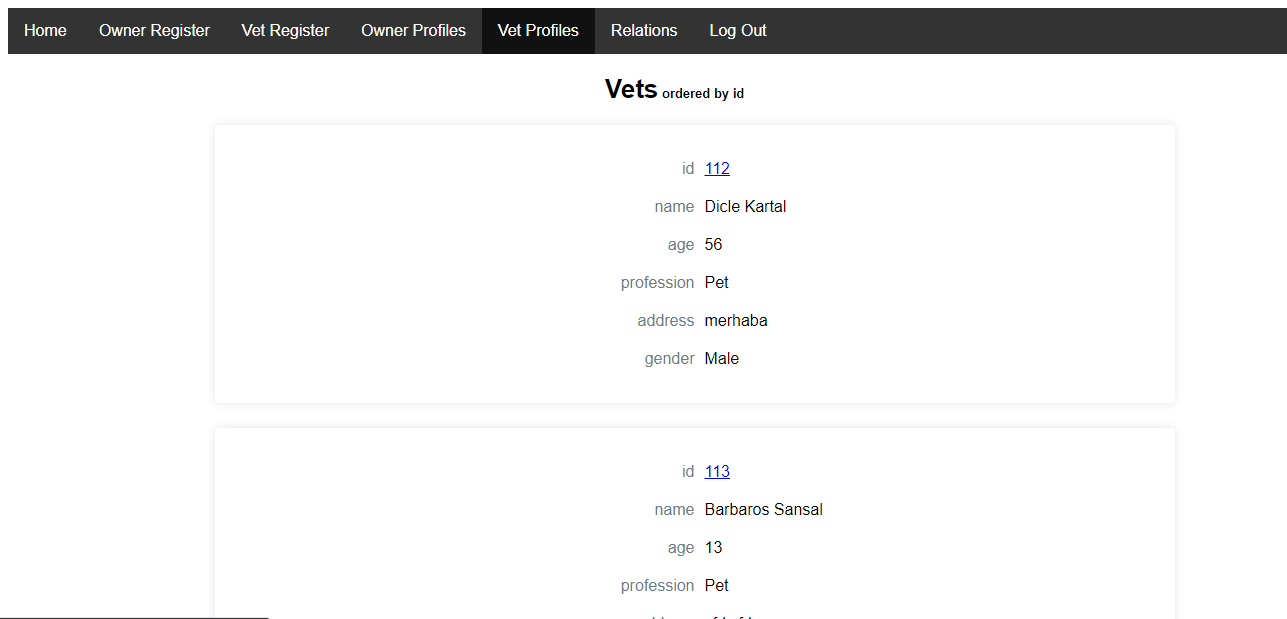 Home Owner Register Vet Register Owner Profiles Vet Profiles Relations Log Out
Vets ordered by id
id 112
name Dicle Kartal
age 56
profession Pet
address merhaba
gender Male
id 113
name Barbaros Sansal
age 13
profession Pet